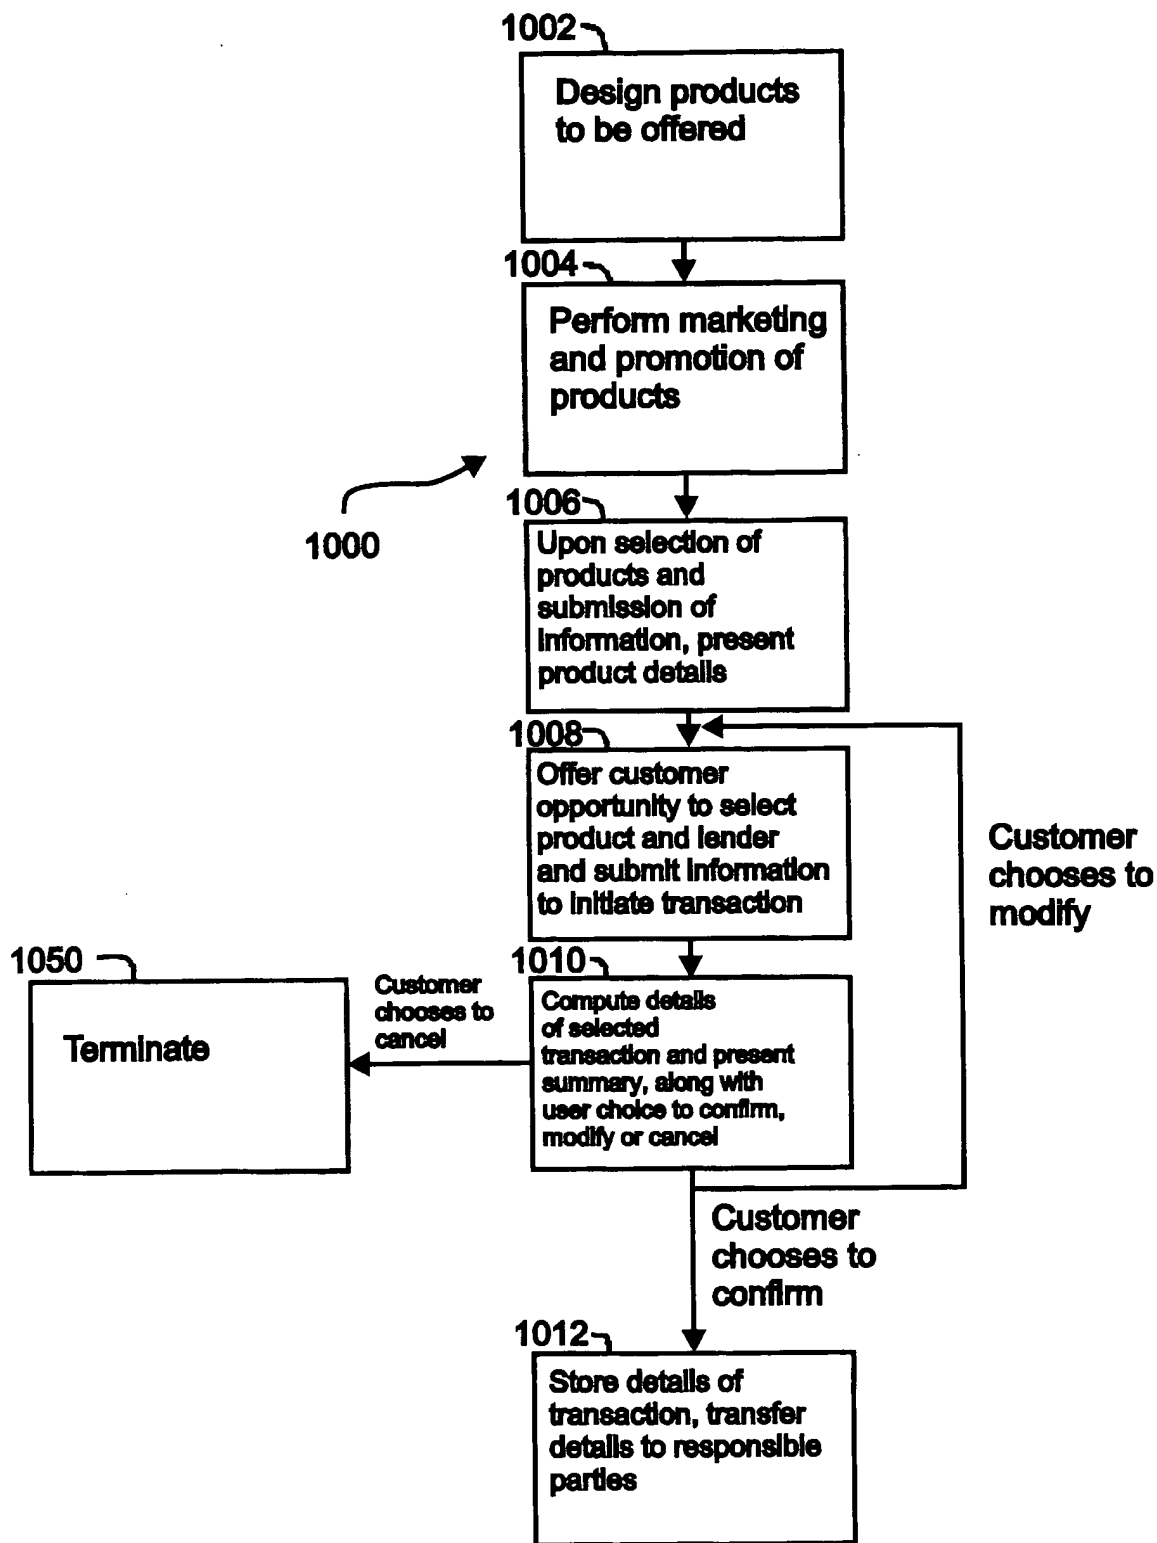 1002
Design products
to be offered
1004
Perform marketing
and promotion of
products
1000
1006
Upon selection of
products and
submission of
information, present
product details
1008
Offer customer
opportunity to select
product and lender
and submit information
to initiate transaction
Customer
chooses to
modify
1050
Terminate
Customer
chooses to
cancel
1010
Compute details
of selected
transaction and present
summary, along with
user choice to confirm,
modify or cancel
Customer
chooses to
confirm
1012
Store details of
transaction, transfer
details to responsible
parties